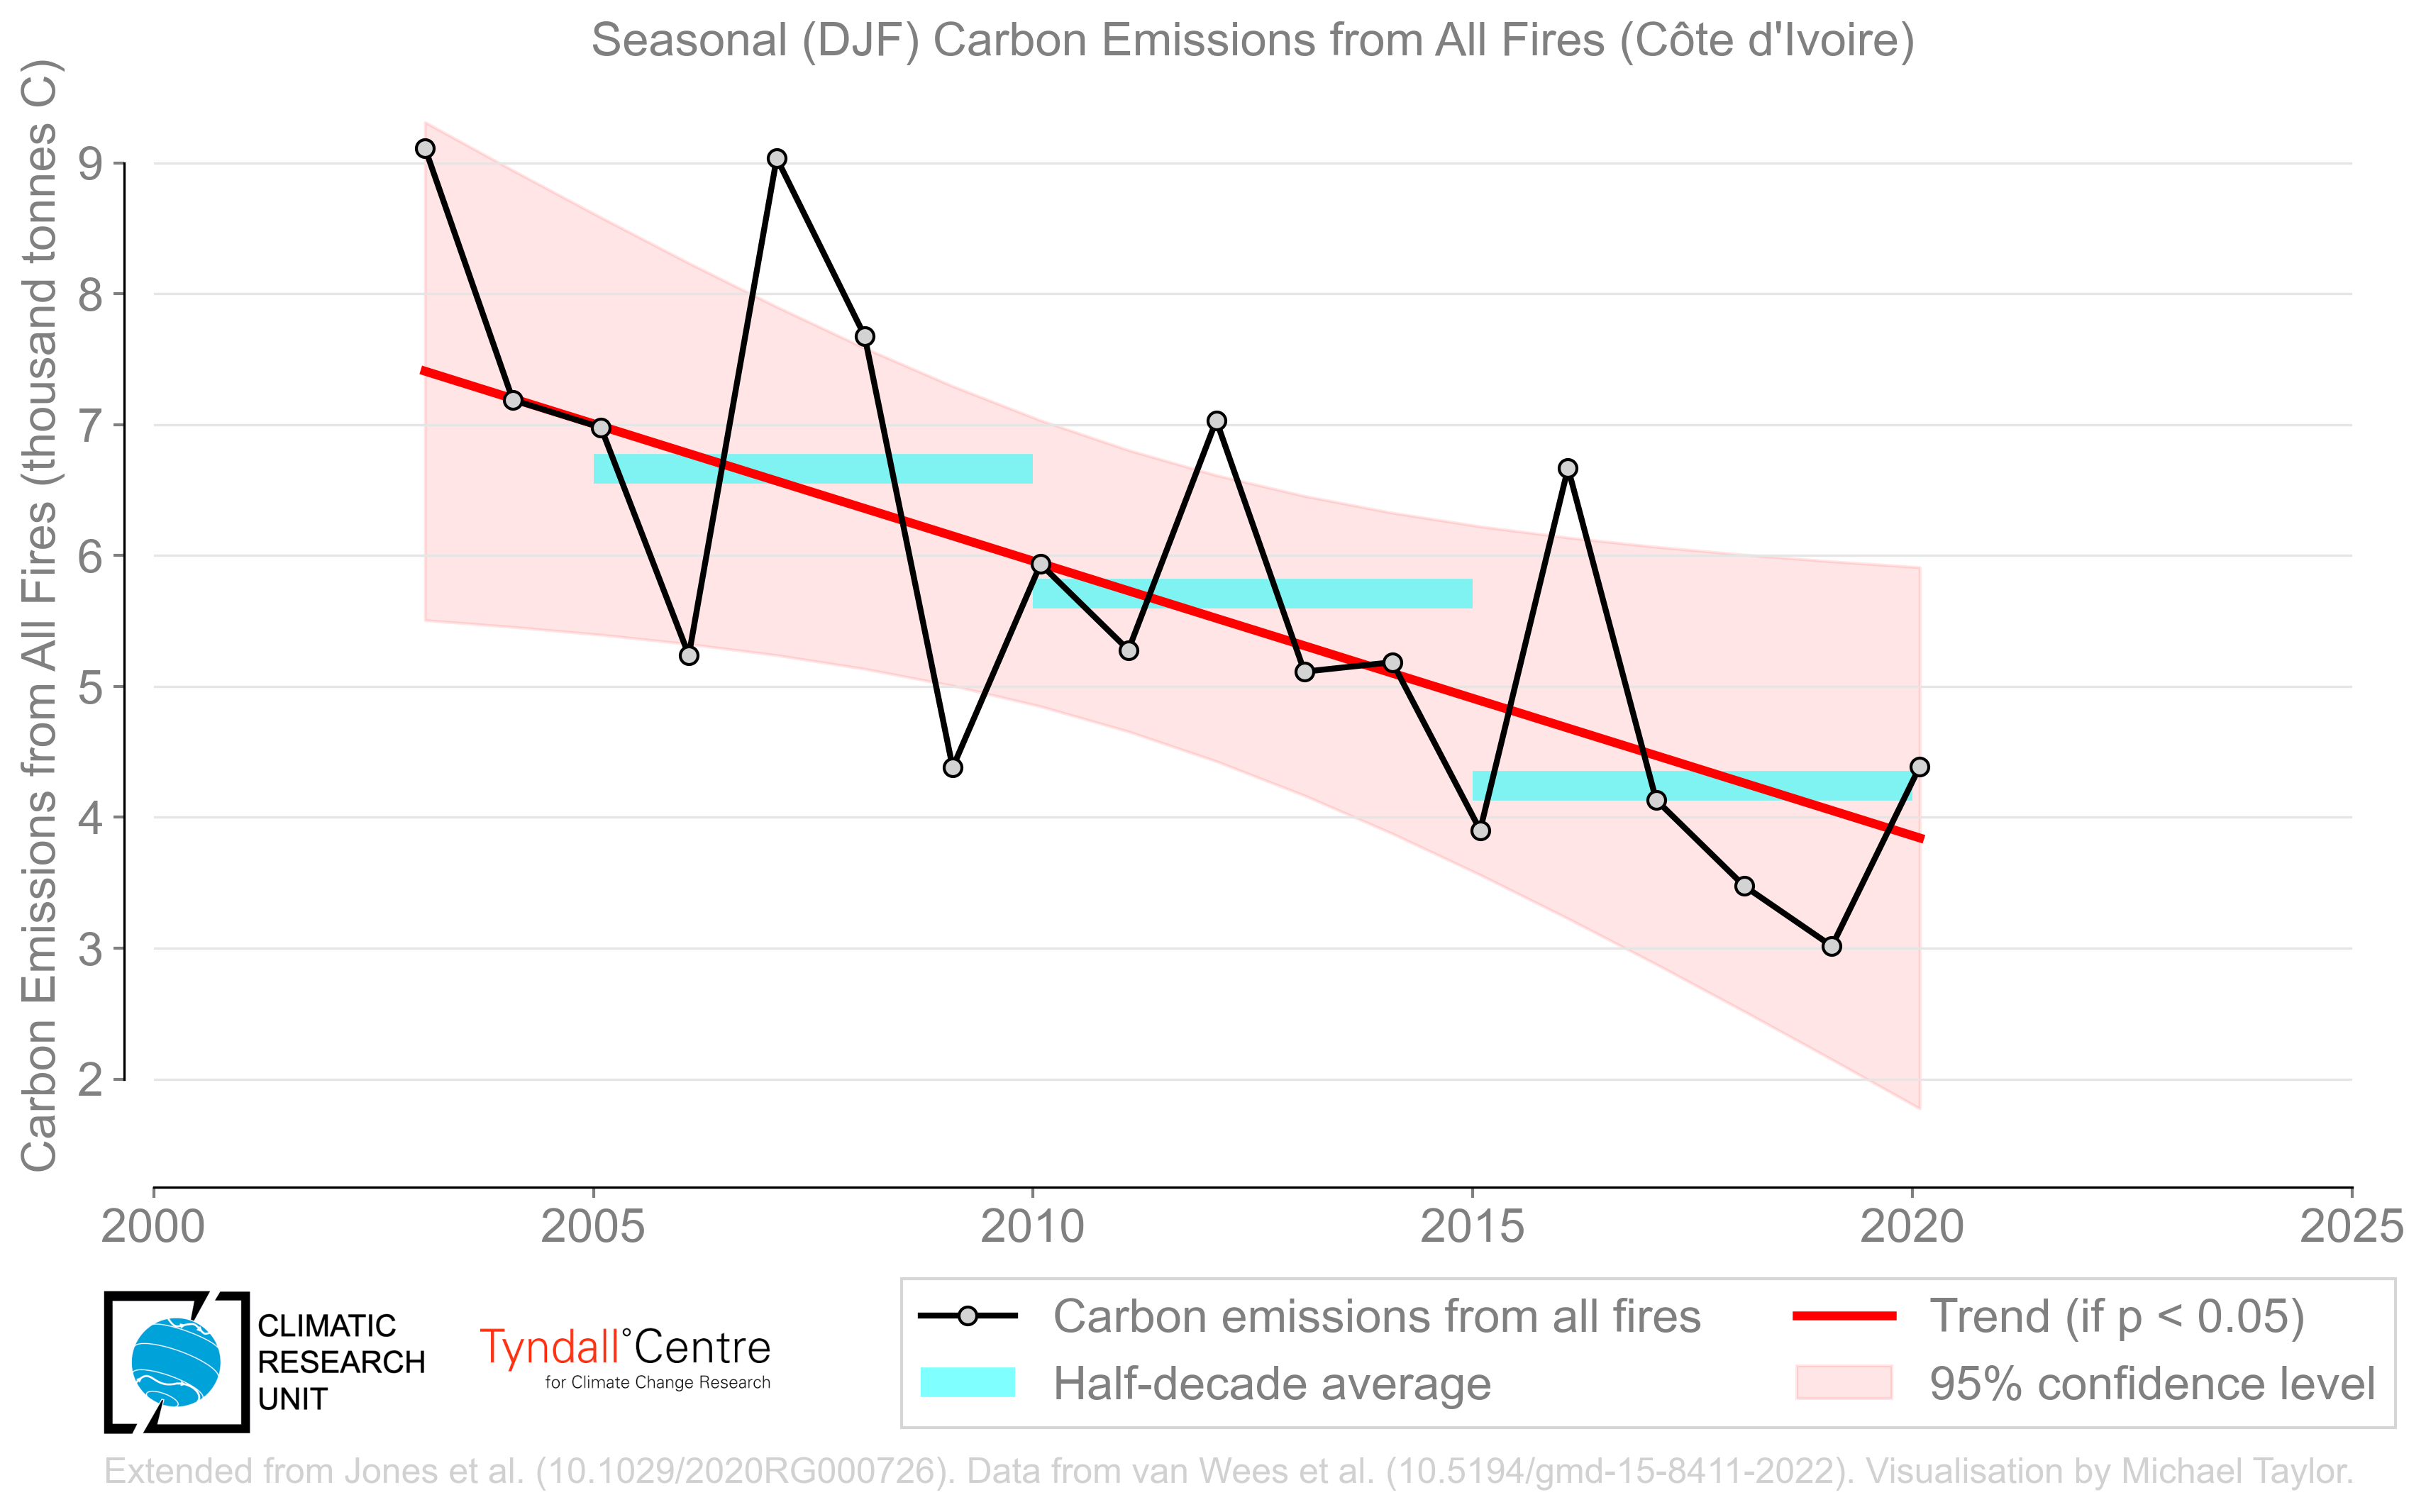 Seasonal (DJF) Carbon Emissions from All Fires (Côte d'Ivoire)
Carbon Emissions from All Fires (thousand tonnes C)
9
8
7
6
5
4
3
2
2000
2005
2010
2015
2020
2025
CLIMATIC
RESEARCH
UNIT
Tyndall°Centre
for Climate Change Research
Carbon emissions from all fires
Half-decade average
Trend (if p < 0.05)
95% confidence level
Extended from Jones et al. (10.1029/2020RG000726). Data from van Wees et al. (10.5194/gmd-15-8411-2022). Visualisation by Michael Taylor.